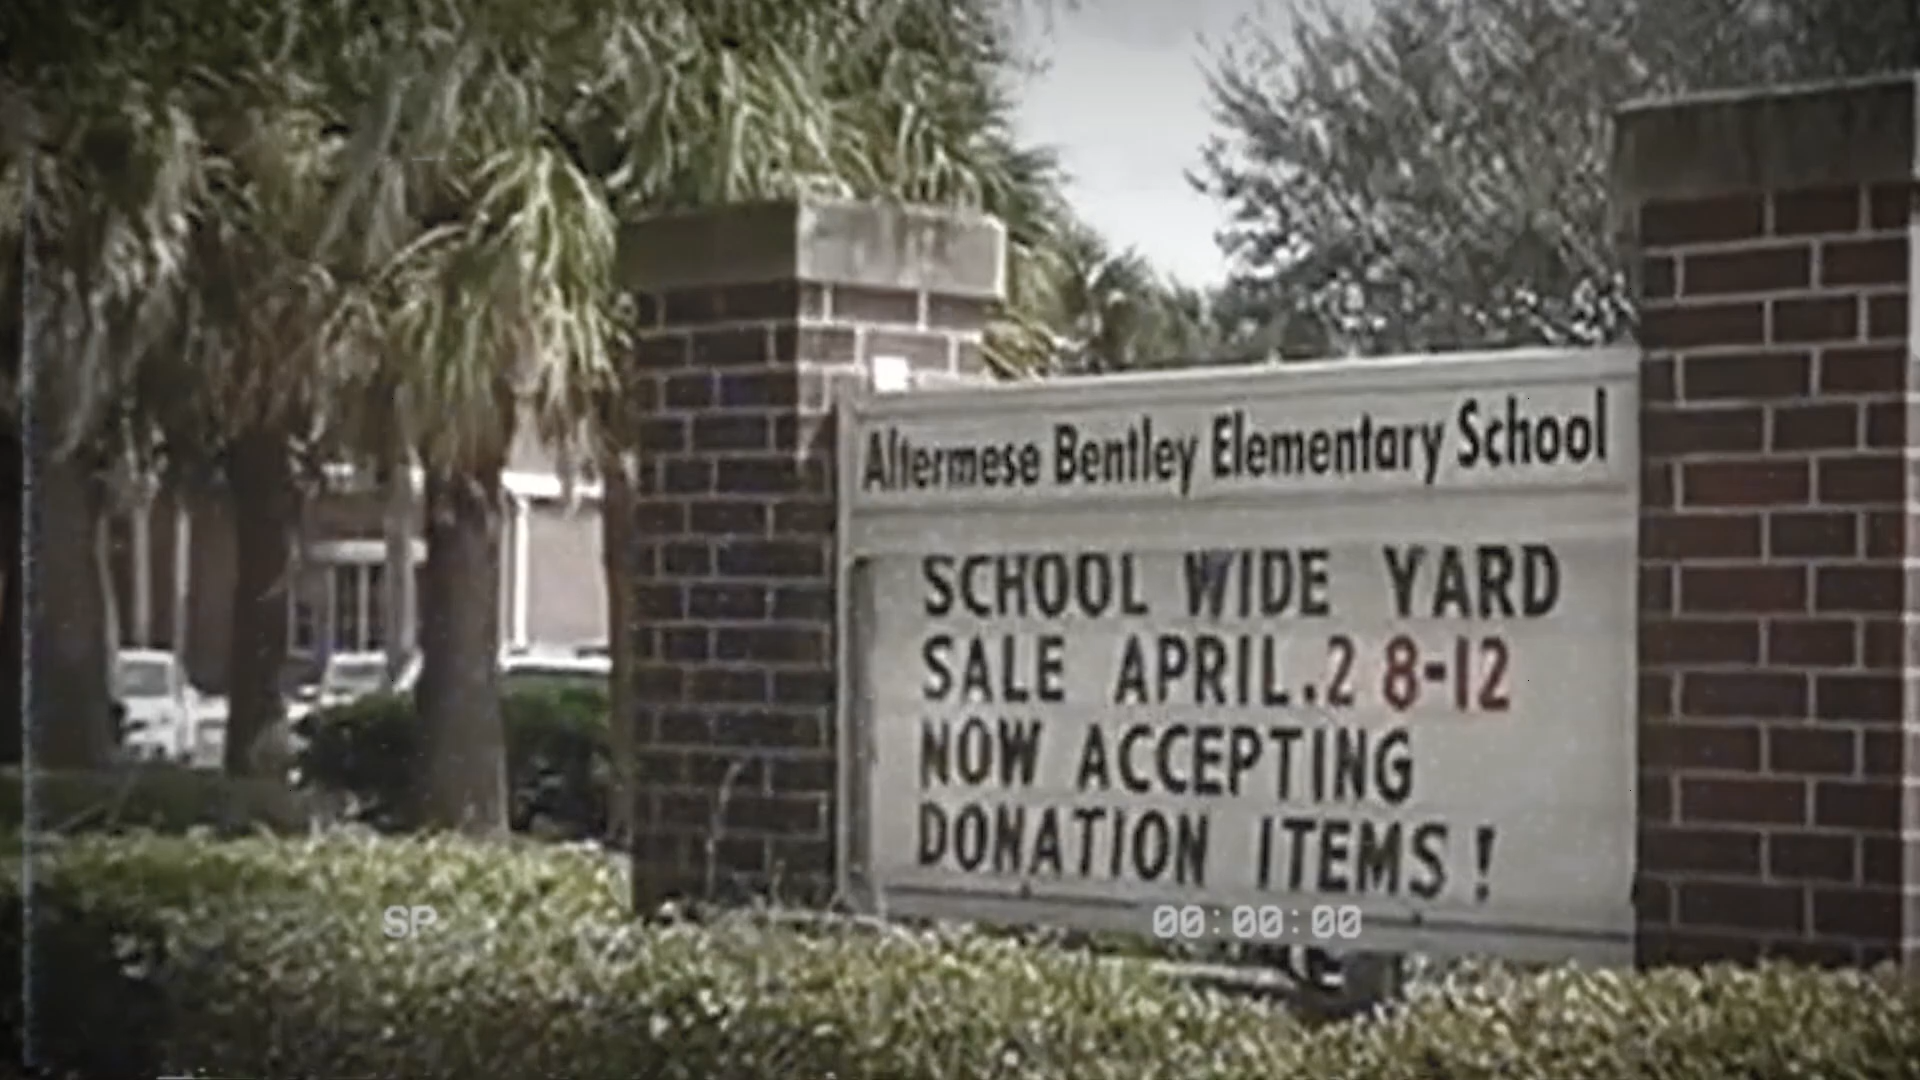 Altermese Bentley Elementary School
SCHOOL WIDE YARD
SALE APRIL.2 8-12
NOW ACCEPTING
DONATION ITEMS!
SP 00:00:00